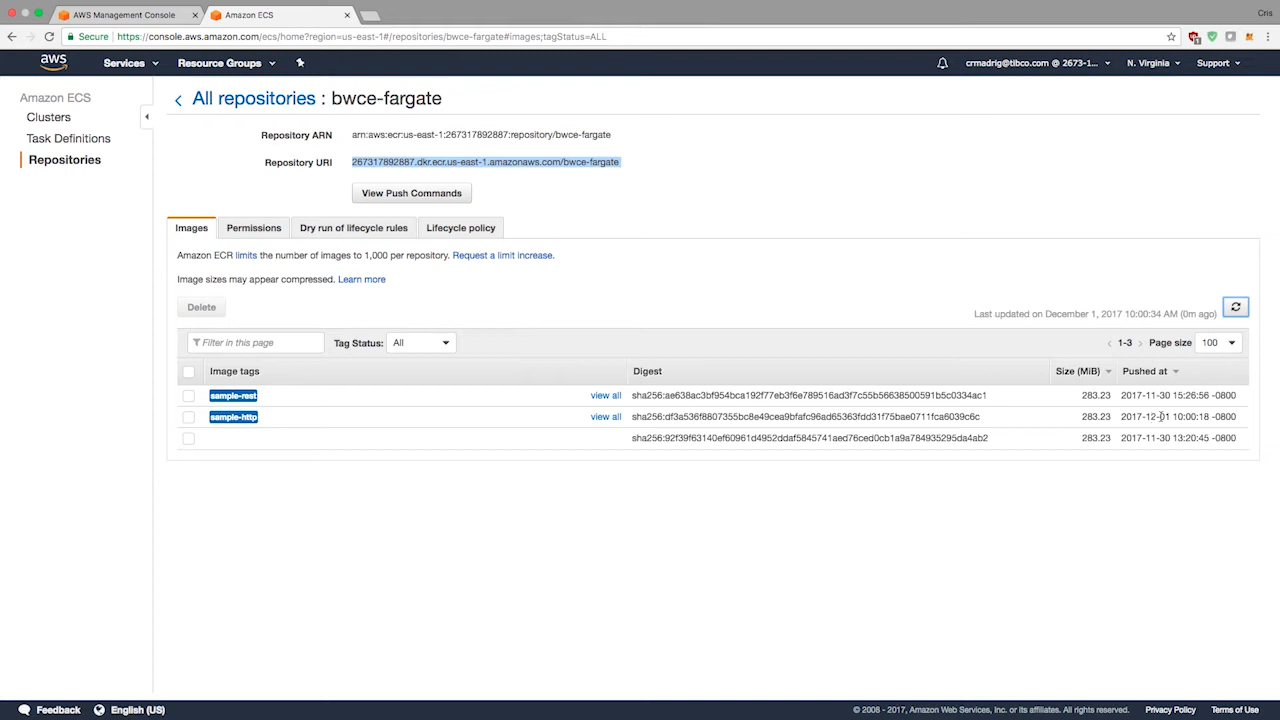 AWS Management Console
Amazon ECS
Cris
Secure https://console.aws.amazon.com/ecs/home?region=us-east-1#/repositories/bwce-fargate#images;tagStatus=ALL
aws Services Resource Groups crmadrig@tibco.com @ 2673-1... N. Virginia Support
Amazon ECS
Clusters
Task Definitions
Repositories
All repositories : bwce-fargate
Repository ARN arn:aws:ecr:us-east-1:267317892887:repository/bwce-fargate
Repository URI 267317892887.dkr.ecr.us-east-1.amazonaws.com/bwce-fargate
View Push Commands
Images Permissions Dry run of lifecycle rules Lifecycle policy
Amazon ECR limits the number of images to 1,000 per repository. Request a limit increase.
Image sizes may appear compressed. Learn more
Delete
Last updated on December 1, 2017 10:00:34 AM (0m ago)
Filter in this page Tag Status: All 1-3 Page size 100
Image tags Digest Size (MiB) Pushed at
sample-rest view all sha256:ae638ac3bf954bca192f77eb3f6e789516ad3f7c55b56638500591b5c0334ac1 283.23 2017-11-30 15:26:56 -0800
sample-http view all sha256:df3a536f8807355bc8e49cea9bfafc96ad65363fdd31f75bae0711fca6039c6c 283.23 2017-12-01 10:00:18 -0800
sha256:92f39f63140ef60961d4952ddaf5845741aed76ced0cb1a9a784935295da4ab2 283.23 2017-11-30 13:20:45 -0800
Feedback English (US) © 2008 - 2017, Amazon Web Services, Inc. or its affiliates. All rights reserved. Privacy Policy Terms of Use